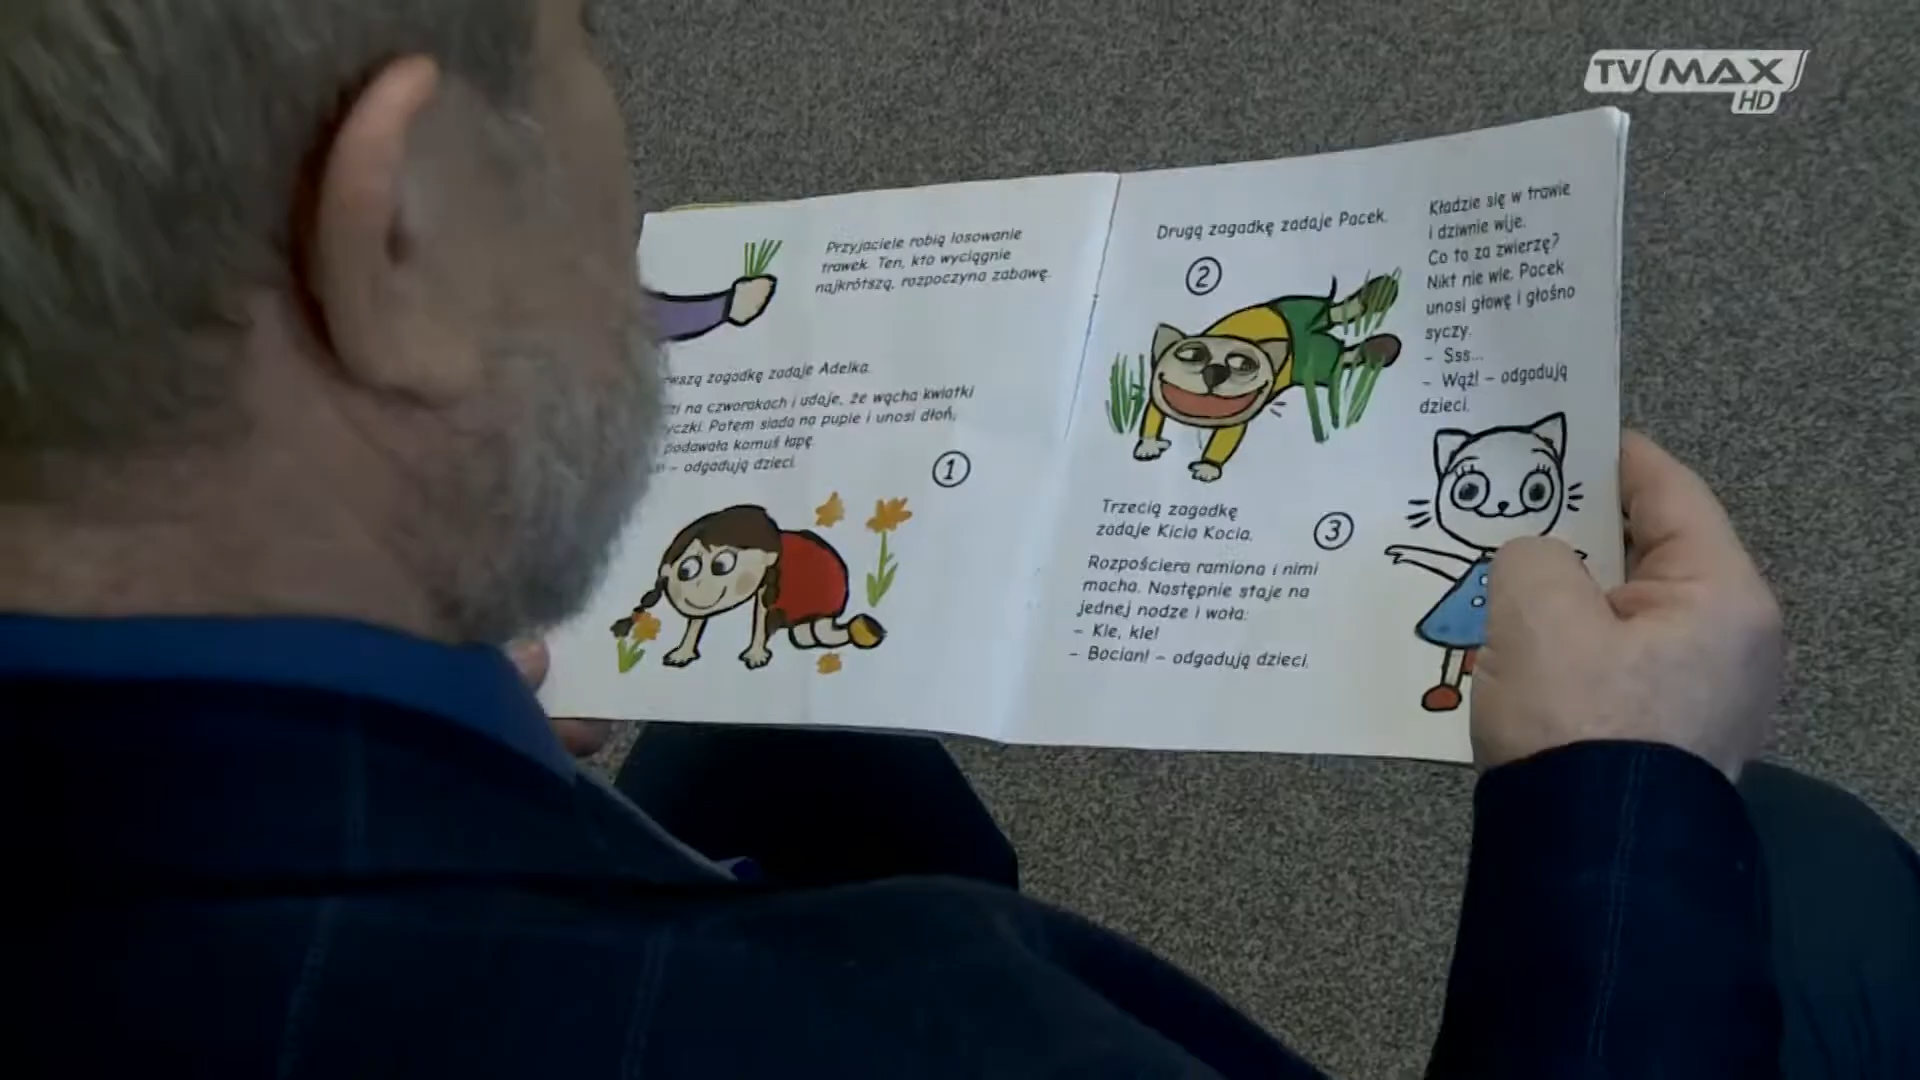 TV MAX
HD
Przyjaciele robią losowanie
trawek. Ten, kto wyciągnie
najkrótszą, rozpoczyna zabawę.
zagadkę zadaje Adelka.
na czworakach i udaje, że wącha kwiatki
Potem siada na pupie i unosi dłoń,
podawała komuś łapę.
– odgadują dzieci.
1
Drugą zagadkę zadaje Pacek.
2
Kładzie się w trawie
i dziwnie wije.
Co to za zwierzę?
Nikt nie wie. Pacek
unosi głowę i głośno
syczy.
– Sss...
– Wąż! – odgadują
dzieci.
Trzecią zagadkę
zadaje Kicia Kocia.
3
Rozpościera ramiona i nimi
macha. Następnie staje na
jednej nodze i woła:
– Kle, kle!
– Bocian! – odgadują dzieci.